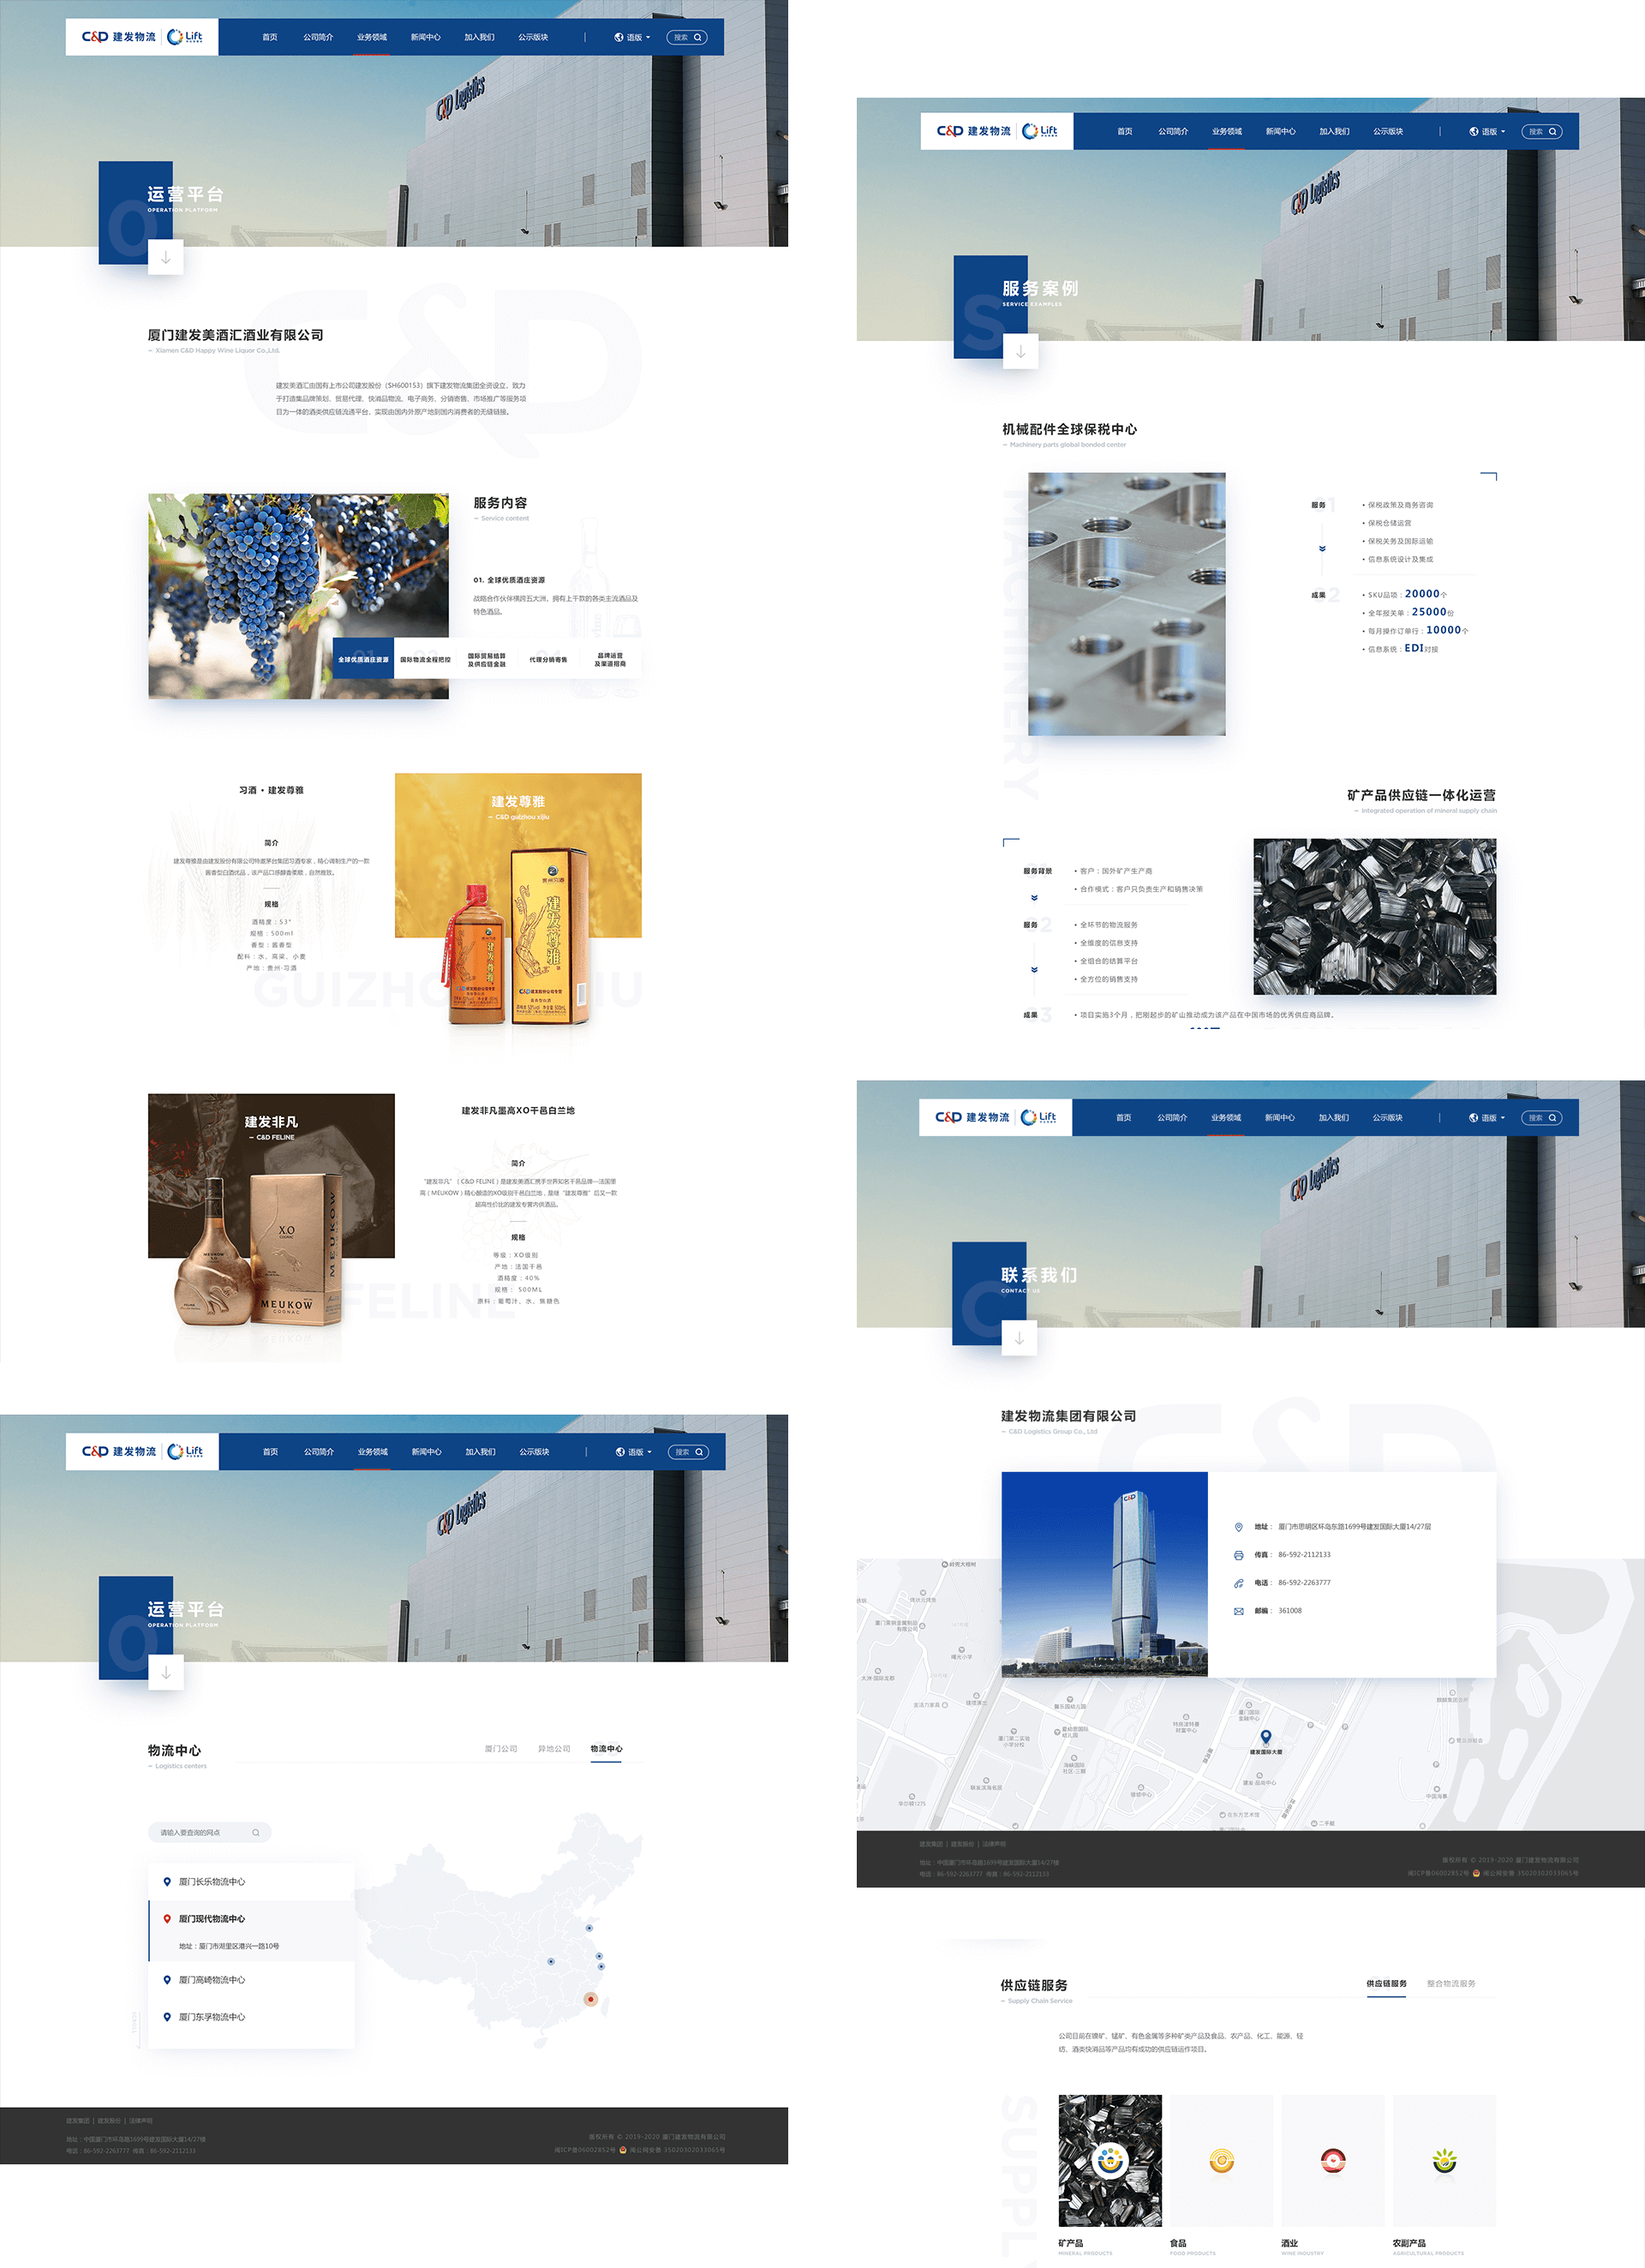 C&D 建发物流 Lift
首页 公司简介 业务领域 新闻中心 加入我们 公示版块 语版 搜索
C&D Logistics
运营平台
OPERATION PLATFORM
C&D
厦门建发美酒汇酒业有限公司
— Xiamen C&D Happy Wine Liquor Co.,Ltd.
建发美酒汇由国有上市公司建发股份（SH600153）旗下建发物流集团全资设立，致力
于打造集品牌策划、贸易代理、快消品物流、电子商务、分销寄售、市场推广等服务项
目为一体的酒类供应链流通平台，实现由国内外原产地到国内消费者的无缝链接。
服务内容
— Service content
01. 全球优质酒庄资源
战略合作伙伴横跨五大洲，拥有上千款的各类主流酒品及
特色酒品。
全球优质酒庄资源 国际物流全程把控 国际贸易结算
及供应链金融 代理分销寄售 品牌运营
及渠道招商
习酒 • 建发尊雅
简介
建发尊雅是由建发股份有限公司特邀茅台集团习酒专家，精心调制生产的一款
酱香型白酒优品，该产品口感醇香柔顺，自然雅致。
规格
酒精度：53°
规格：500ml
香型：酱香型
配料：水、高粱、小麦
产地：贵州·习酒
建发尊雅
— C&D guizhou xijiu
建发尊雅
建发非凡
— C&D FELINE
X.O
COGNAC
MEUKOW
MEUKOW
COGNAC
FELINE
建发非凡墨高XO干邑白兰地
简介
“建发非凡”（C&D FELINE）是建发美酒汇携手世界知名干邑品牌—法国墨
高（MEUKOW）精心酿造的XO级别干邑白兰地，是继“建发尊雅”后又一款
超高性价比的建发专署内供酒品。
规格
等级：XO级别
产地：法国干邑
酒精度：40%
规格： 500ML
原料：葡萄汁、水、焦糖色
C&D 建发物流 Lift
首页 公司简介 业务领域 新闻中心 加入我们 公示版块 语版 搜索
C&D Logistics
运营平台
OPERATION PLATFORM
物流中心
— Logistics centers
厦门公司 异地公司 物流中心
请输入要查询的网点
厦门长乐物流中心
厦门现代物流中心
地址：厦门市湖里区港兴一路10号
厦门高崎物流中心
厦门东孚物流中心
SCROLL
建发集团 | 建发股份 | 法律声明
地址：中国厦门市环岛路1699号建发国际大厦14/27楼
电话：86-592-2263777 传真：86-592-2112133
版权所有 © 2019-2020 厦门建发物流有限公司
闽ICP备06002852号 闽公网安备 35020302033065号
C&D 建发物流 Lift
首页 公司简介 业务领域 新闻中心 加入我们 公示版块 语版 搜索
C&D Logistics
服务案例
SERVICE EXAMPLES
机械配件全球保税中心
— Machinery parts global bonded center
MACHINERY
服务
• 保税政策及商务咨询
• 保税仓储运营
• 保税关务及国际运输
• 信息系统设计及集成
成果
• SKU品项：20000个
• 全年报关单：25000份
• 每月操作订单行：10000个
• 信息系统：EDI对接
矿产品供应链一体化运营
— Integrated operation of mineral supply chain
服务背景
• 客户：国外矿产生产商
• 合作模式：客户只负责生产和销售决策
服务
• 全环节的物流服务
• 全维度的信息支持
• 全组合的结算平台
• 全方位的销售支持
成果
• 项目实施3个月，把刚起步的矿山推动成为该产品在中国市场的优秀供应商品牌。
C&D 建发物流 Lift
首页 公司简介 业务领域 新闻中心 加入我们 公示版块 语版 搜索
C&D Logistics
联系我们
CONTACT US
建发物流集团有限公司
— C&D Logistics Group Co., Ltd
C&D
地址： 厦门市思明区环岛东路1699号建发国际大厦14/27层
传真： 86-592-2112133
电话： 86-592-2263777
邮编： 361008
建发国际大厦
建发集团 | 建发股份 | 法律声明
地址：中国厦门市环岛路1699号建发国际大厦14/27楼
电话：86-592-2263777 传真：86-592-2112133
版权所有 © 2019-2020 厦门建发物流有限公司
闽ICP备06002852号 闽公网安备 35020302033065号
供应链服务
— Supply Chain Service
供应链服务 整合物流服务
公司目前在镍矿、锰矿、有色金属等多种矿类产品及食品、农产品、化工、能源、轻
纺、酒类快消品等产品均有成功的供应链运作项目。
SUPPLY
矿产品 食品 酒业 农副产品
MINERAL PRODUCTS FOOD PRODUCTS WINE INDUSTRY AGRICULTURAL PRODUCTS